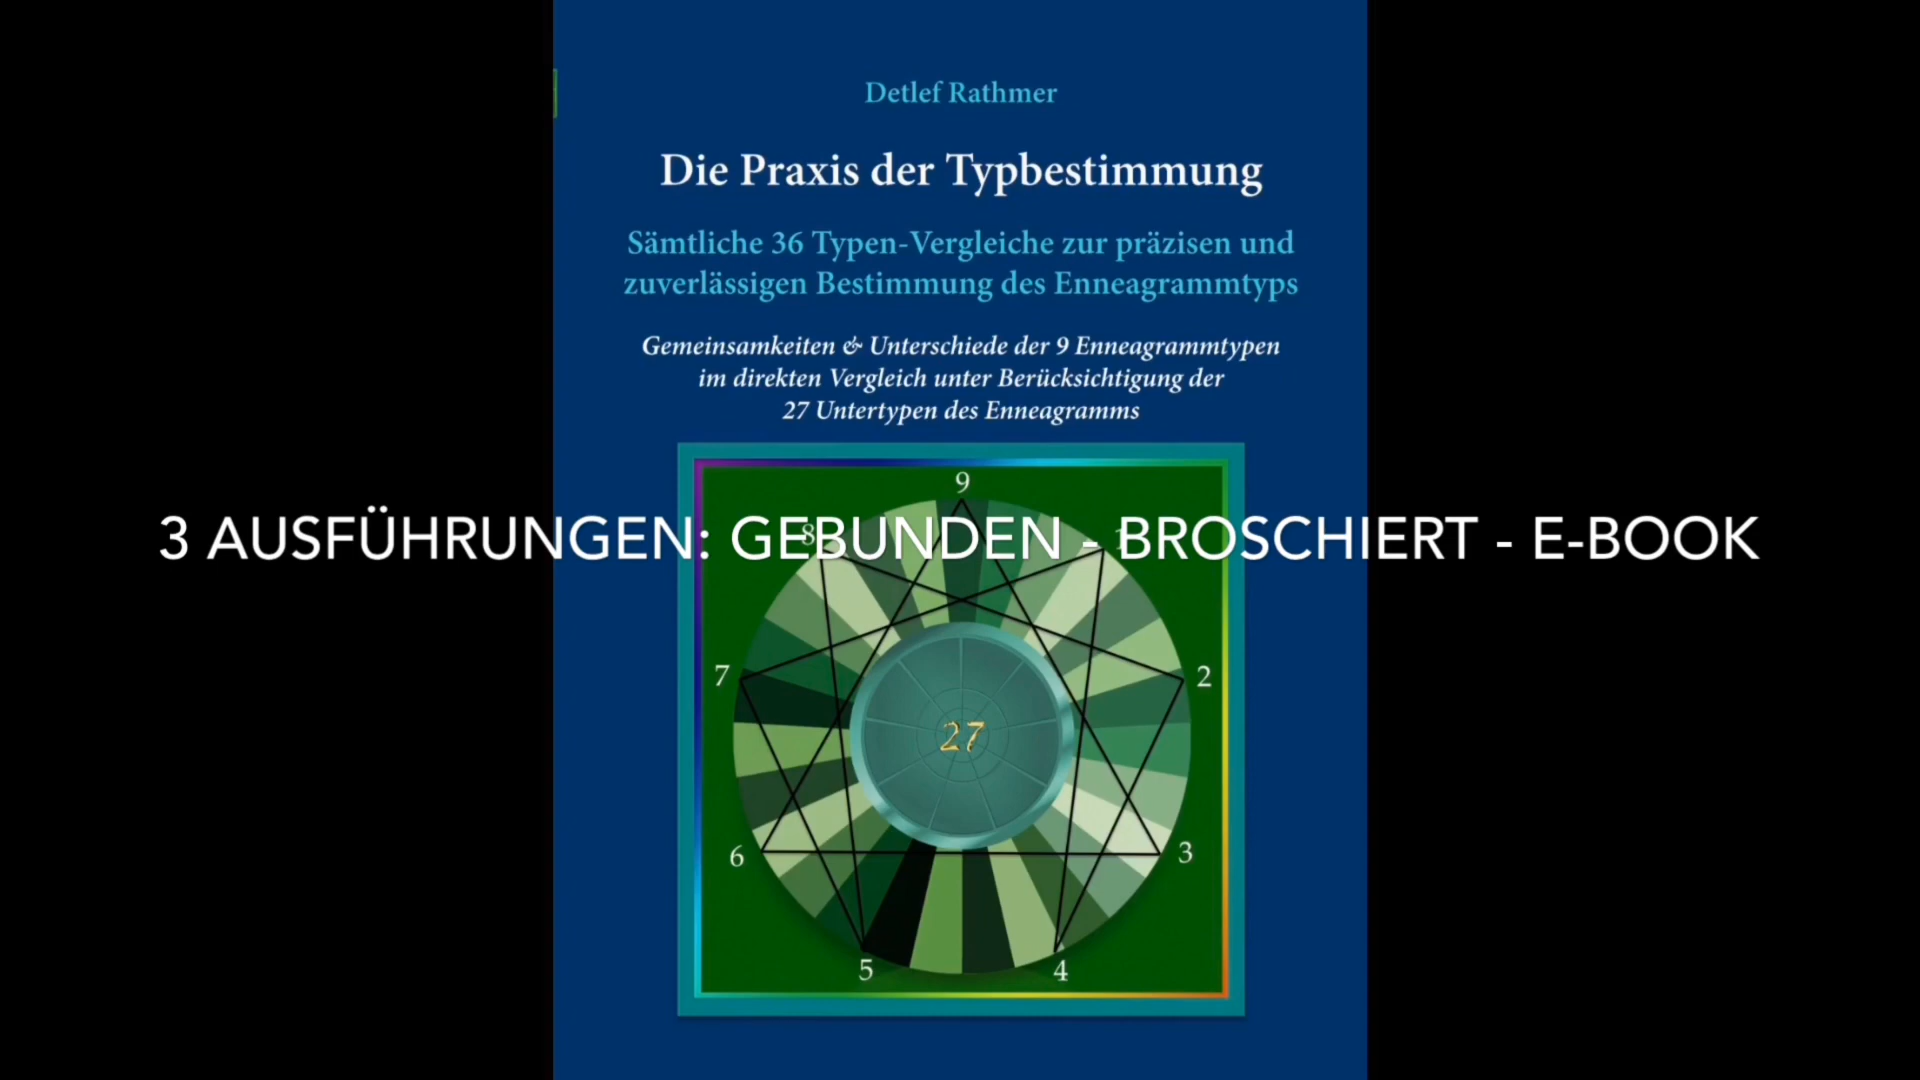 Detlef Rathmer
Die Praxis der Typbestimmung
Sämtliche 36 Typen-Vergleiche zur präzisen und
zuverlässigen Bestimmung des Enneagrammtyps
Gemeinsamkeiten & Unterschiede der 9 Enneagrammtypen
im direkten Vergleich unter Berücksichtigung der
27 Untertypen des Enneagramms
9
3 AUSFÜHRUNGEN: GEBUNDEN - BROSCHIERT - E-BOOK
8
1
7
2
27
6
3
5
4